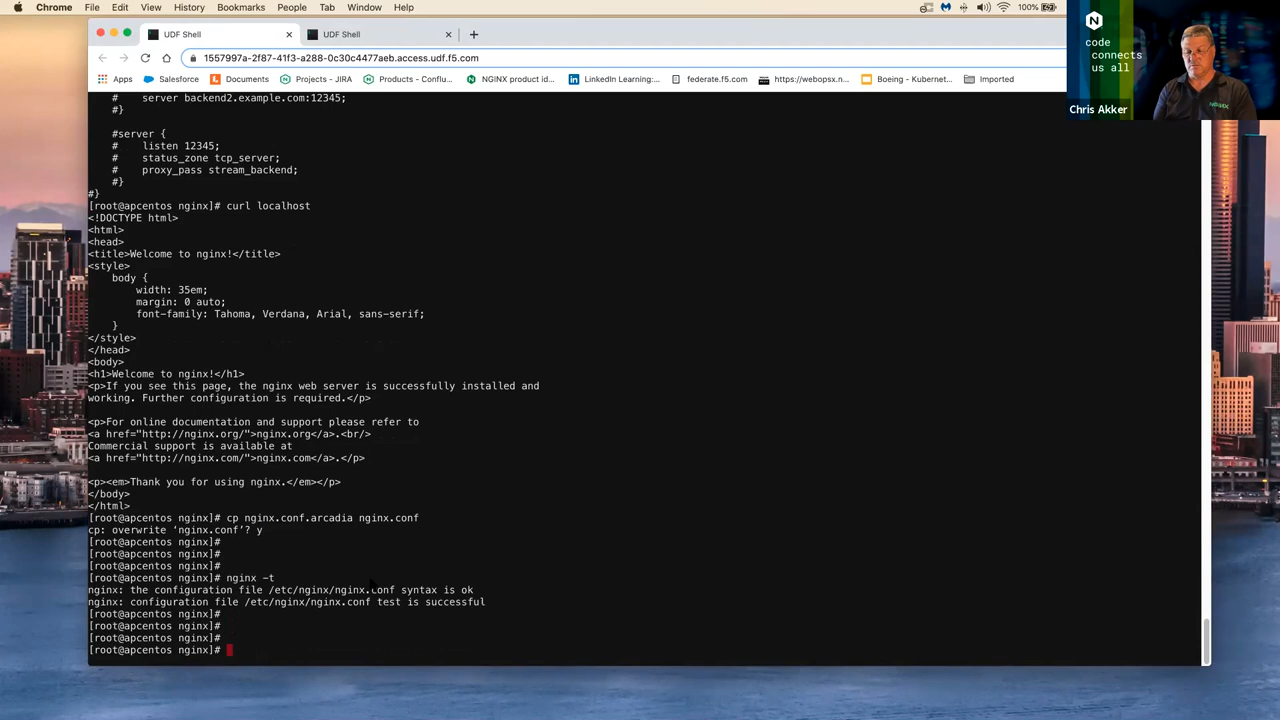 Chrome File Edit View History Bookmarks People Tab Window Help
100%
UDF Shell
UDF Shell
1557997a-2f87-41f3-a288-0c30c4477aeb.access.udf.f5.com
Apps Salesforce Documents Projects - JIRA Products - Conflu... NGINX product id... LinkedIn Learning:... federate.f5.com https://webopsx.n... Boeing - Kubernet... Imported
code
connects
us all
NGINX
Chris Akker
#    server backend2.example.com:12345;
#}
#server {
#    listen 12345;
#    status_zone tcp_server;
#    proxy_pass stream_backend;
#}
#}
[root@apcentos nginx]# curl localhost
<!DOCTYPE html>
<html>
<head>
<title>Welcome to nginx!</title>
<style>
body {
width: 35em;
margin: 0 auto;
font-family: Tahoma, Verdana, Arial, sans-serif;
}
</style>
</head>
<body>
<h1>Welcome to nginx!</h1>
<p>If you see this page, the nginx web server is successfully installed and
working. Further configuration is required.</p>
<p>For online documentation and support please refer to
<a href="http://nginx.org/">nginx.org</a>.<br/>
Commercial support is available at
<a href="http://nginx.com/">nginx.com</a>.</p>
<p><em>Thank you for using nginx.</em></p>
</body>
</html>
[root@apcentos nginx]# cp nginx.conf.arcadia nginx.conf
cp: overwrite ‘nginx.conf’? y
[root@apcentos nginx]#
[root@apcentos nginx]#
[root@apcentos nginx]#
[root@apcentos nginx]# nginx -t
nginx: the configuration file /etc/nginx/nginx.conf syntax is ok
nginx: configuration file /etc/nginx/nginx.conf test is successful
[root@apcentos nginx]#
[root@apcentos nginx]#
[root@apcentos nginx]#
[root@apcentos nginx]#